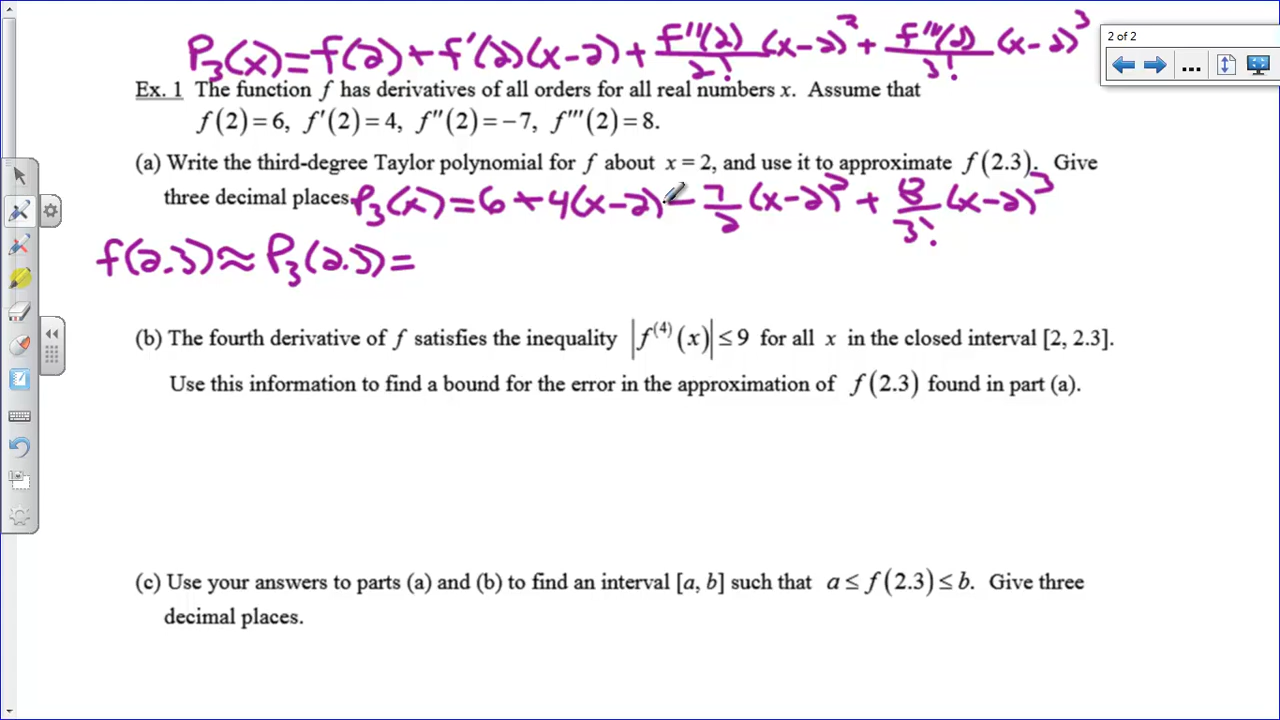 P₃(x)=f(2)+f'(2)(x-2)+f''(2)/2!(x-2)²+f'''(2)/3!(x-2)³
2 of 2
Ex. 1 The function f has derivatives of all orders for all real numbers x. Assume that
f(2)=6, f'(2)=4, f''(2)=-7, f'''(2)=8.
(a) Write the third-degree Taylor polynomial for f about x=2, and use it to approximate f(2.3). Give
three decimal places. P₃(x)=6+4(x-2)-7/2(x-2)²+8/3!(x-2)³
f(2.3)≈P₃(2.3)=
(b) The fourth derivative of f satisfies the inequality |f⁽⁴⁾(x)|≤9 for all x in the closed interval [2, 2.3].
Use this information to find a bound for the error in the approximation of f(2.3) found in part (a).
(c) Use your answers to parts (a) and (b) to find an interval [a, b] such that a≤f(2.3)≤b. Give three
decimal places.